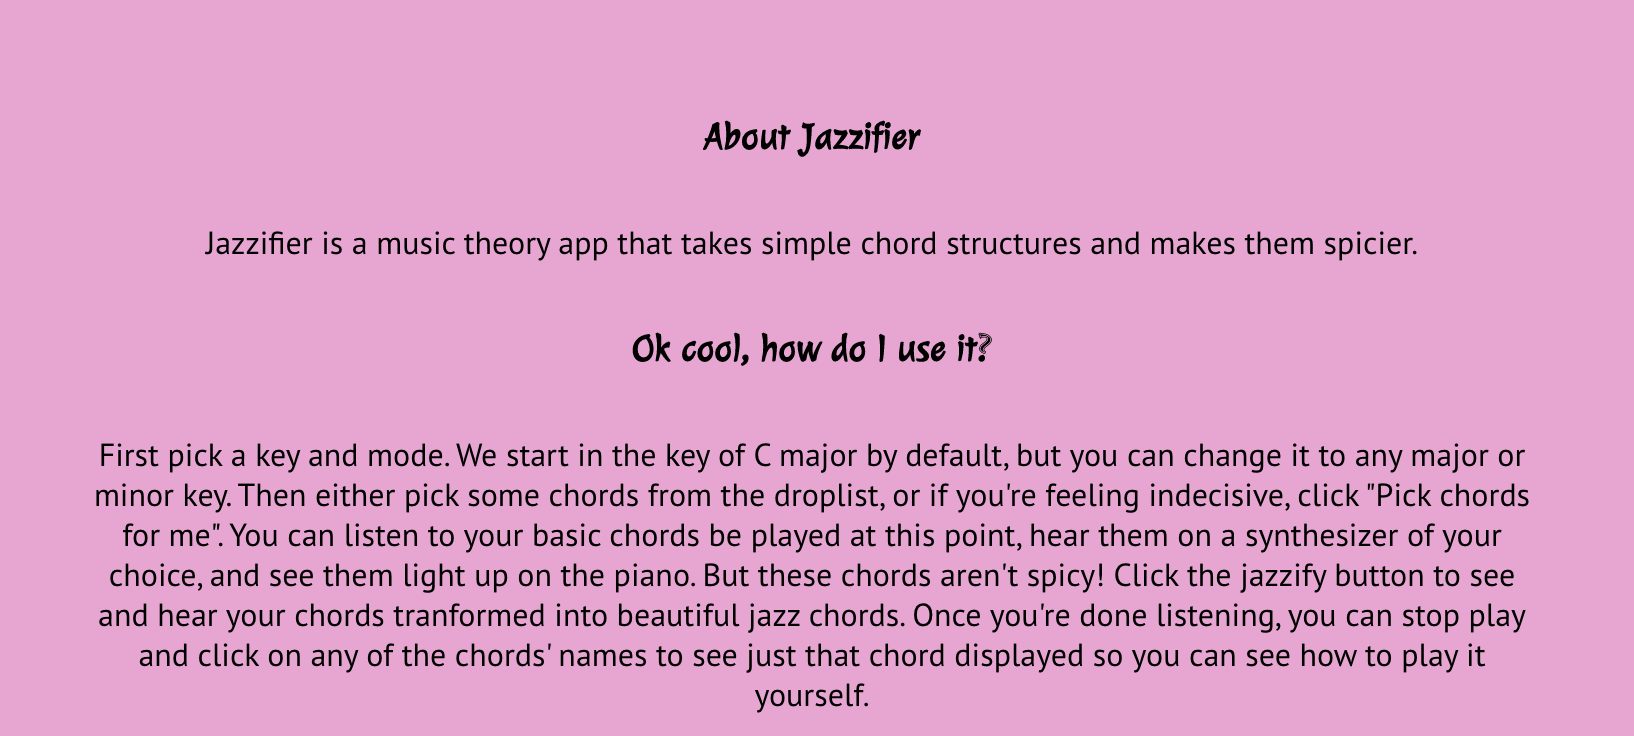 About Jazzifier
Jazzifier is a music theory app that takes simple chord structures and makes them spicier.
Ok cool, how do I use it?
First pick a key and mode. We start in the key of C major by default, but you can change it to any major or
minor key. Then either pick some chords from the droplist, or if you're feeling indecisive, click "Pick chords
for me". You can listen to your basic chords be played at this point, hear them on a synthesizer of your
choice, and see them light up on the piano. But these chords aren't spicy! Click the jazzify button to see
and hear your chords tranformed into beautiful jazz chords. Once you're done listening, you can stop play
and click on any of the chords' names to see just that chord displayed so you can see how to play it
yourself.